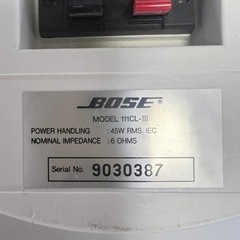 BOSE®
MODEL 111CL-III
POWER HANDLING : 45W RMS, IEC
NOMINAL IMPEDANCE : 6 OHMS
Serial No. 9030387